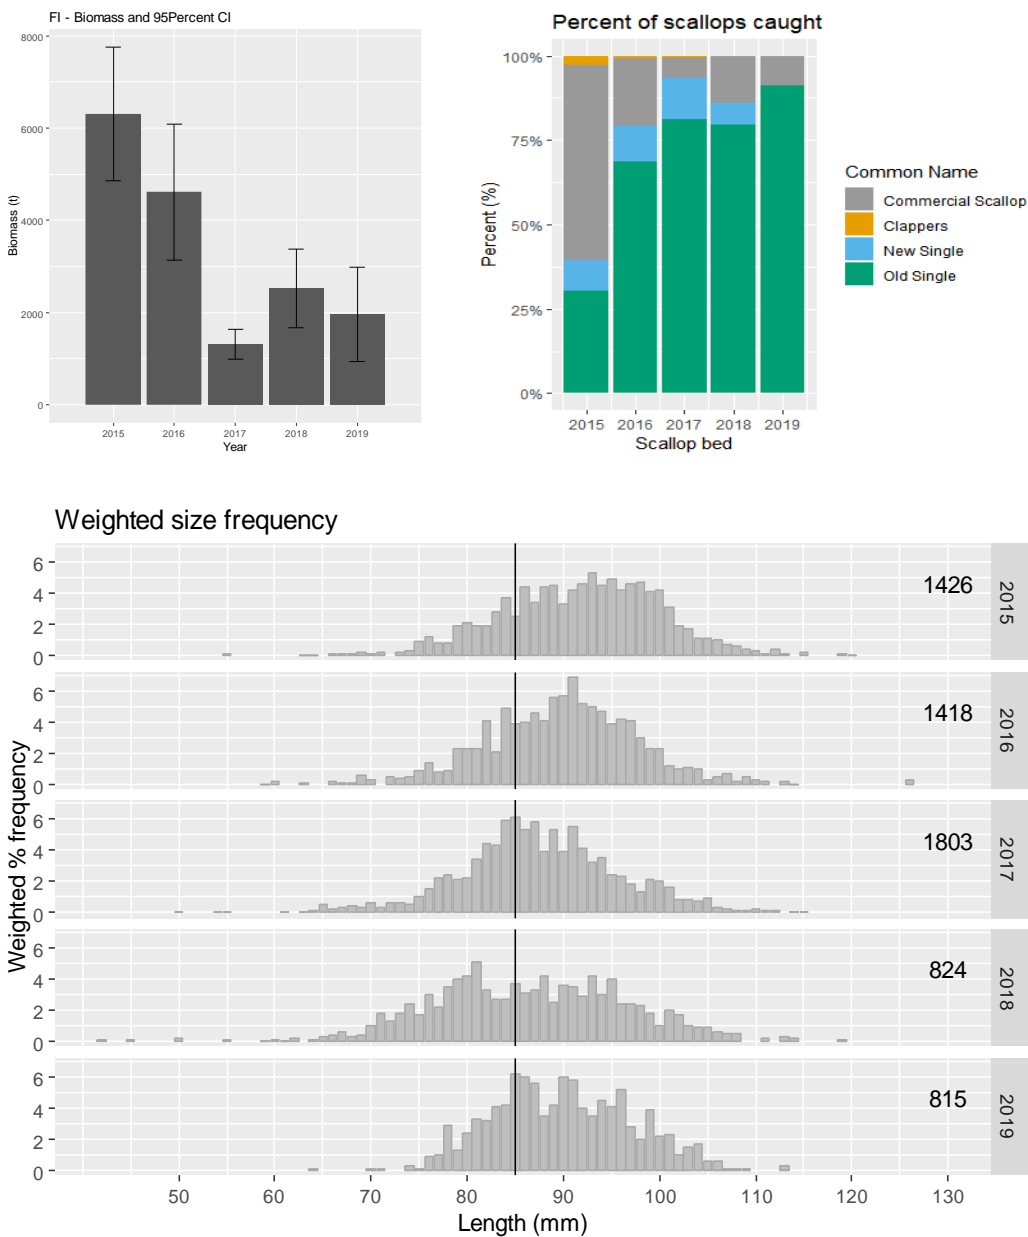 FI - Biomass and 95Percent CI
8000
6000
4000
2000
0
Biomass (t)
2015 2016 2017 2018 2019
Year
Percent of scallops caught
100%
75%
50%
25%
0%
Percent (%)
2015 2016 2017 2018 2019
Scallop bed
Common Name
Commercial Scallop
Clappers
New Single
Old Single
Weighted size frequency
Weighted % frequency
6
4
2
0
1426
2015
6
4
2
0
1418
2016
6
4
2
0
1803
2017
6
4
2
0
824
2018
6
4
2
0
815
2019
50 60 70 80 90 100 110 120 130
Length (mm)